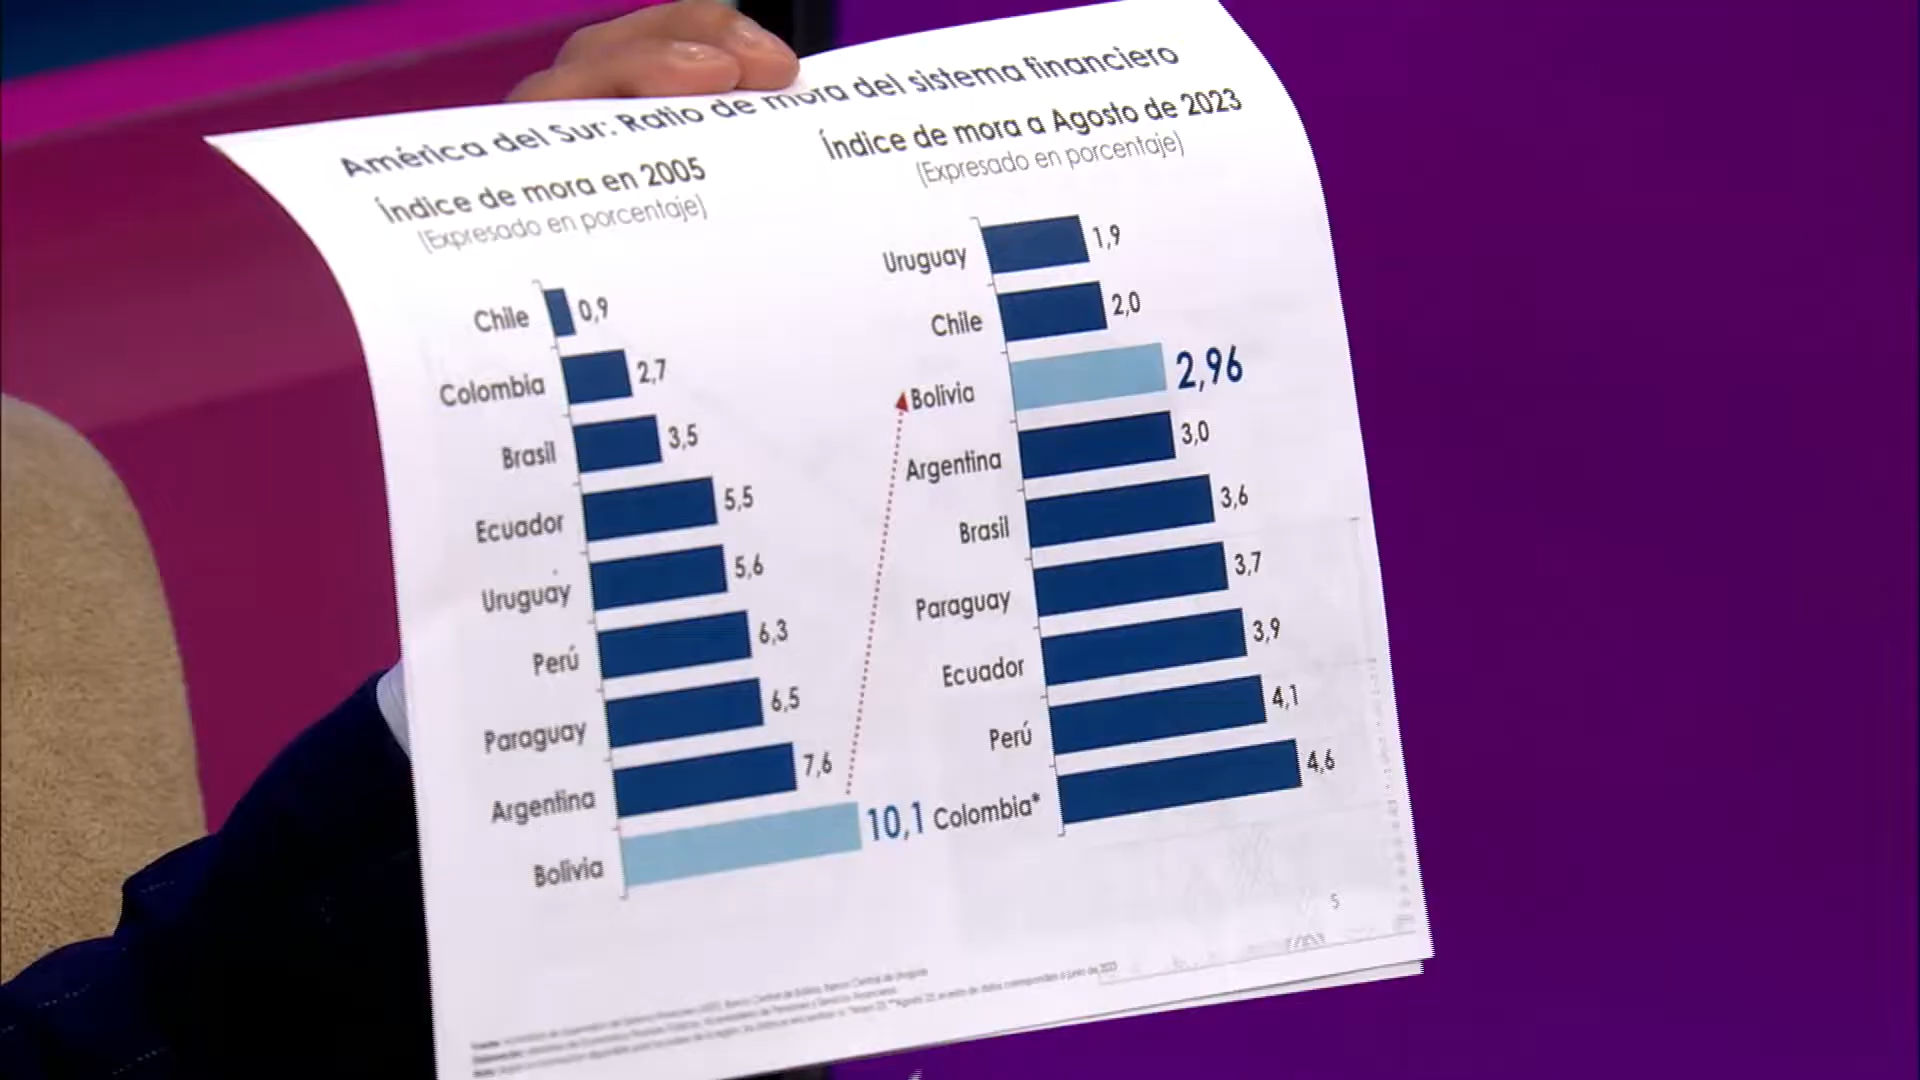 América del Sur: Ratio de mora del sistema financiero
Índice de mora en 2005
(Expresado en porcentaje)
Chile 0,9
Colombia 2,7
Brasil 3,5
Ecuador 5,5
Uruguay 5,6
Perú 6,3
Paraguay 6,5
Argentina 7,6
Bolivia 10,1
Índice de mora a Agosto de 2023
(Expresado en porcentaje)
Uruguay 1,9
Chile 2,0
Bolivia 2,96
Argentina 3,0
Brasil 3,6
Paraguay 3,7
Ecuador 3,9
Perú 4,1
Colombia* 4,6
5